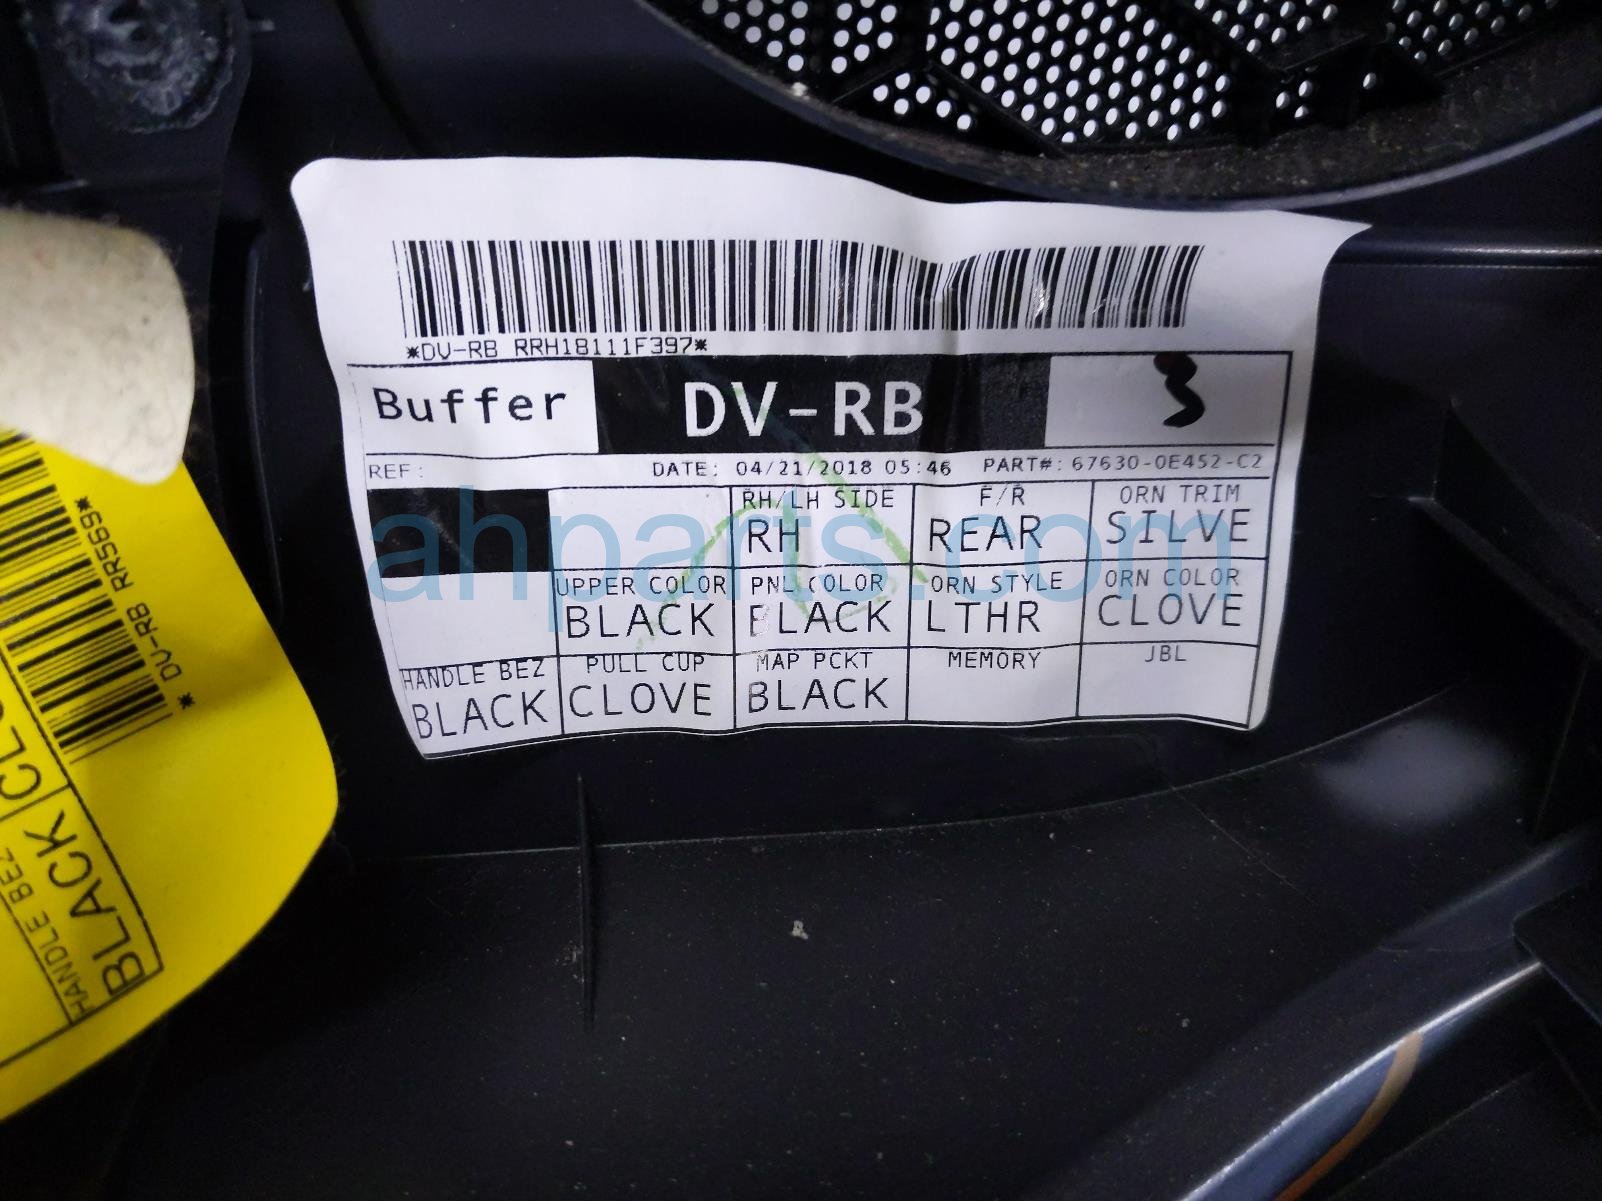 *DV-RB RRH18111F397*
Buffer DV-RB 3
REF: DATE: 04/21/2018 05:46 PART#: 67630-0E452-C2
RH/LH SIDE F/R ORN TRIM
RH REAR SILVE
UPPER COLOR PNL COLOR ORN STYLE ORN COLOR
BLACK BLACK LTHR CLOVE
HANDLE BEZ PULL CUP MAP PCKT MEMORY JBL
BLACK CLOVE BLACK
ahparts.com
* DV-RB RR569*
HANDLE BEZ
BLACK